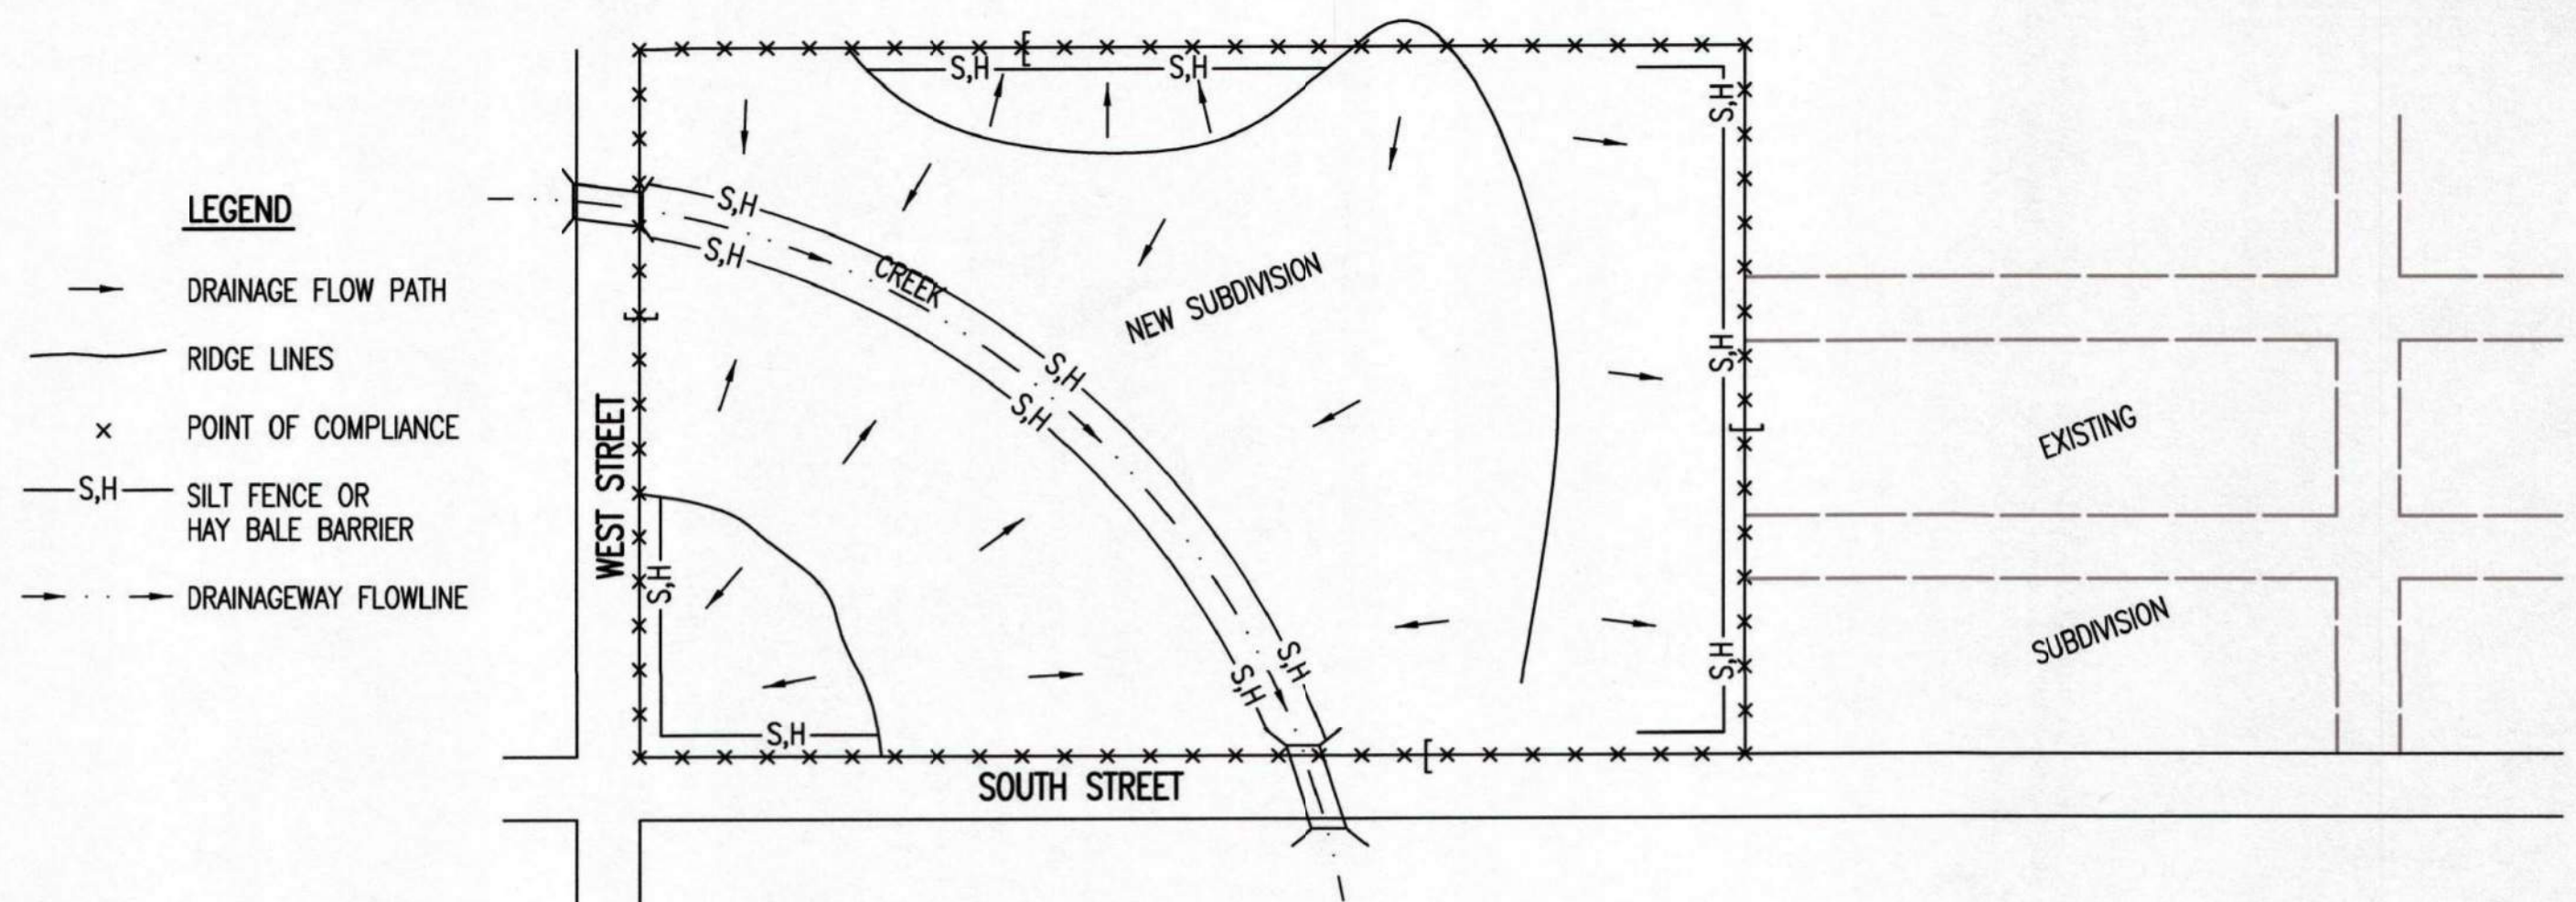 LEGEND
DRAINAGE FLOW PATH
RIDGE LINES
× POINT OF COMPLIANCE
S,H SILT FENCE OR
HAY BALE BARRIER
DRAINAGEWAY FLOWLINE
S,H
S,H
S,H
S,H
S,H
CREEK
NEW SUBDIVISION
S,H
S,H
S,H
WEST STREET
EXISTING
S,H
S,H
S,H
S,H
S,H
SUBDIVISION
SOUTH STREET